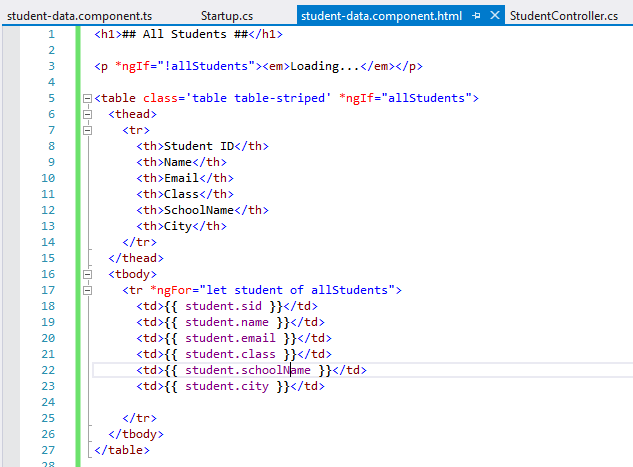 student-data.component.ts Startup.cs student-data.component.html StudentController.cs
1 <h1>## All Students ##</h1>
2
3 <p *ngIf="!allStudents"><em>Loading...</em></p>
4
5 <table class='table table-striped' *ngIf="allStudents">
6 <thead>
7 <tr>
8 <th>Student ID</th>
9 <th>Name</th>
10 <th>Email</th>
11 <th>Class</th>
12 <th>SchoolName</th>
13 <th>City</th>
14 </tr>
15 </thead>
16 <tbody>
17 <tr *ngFor="let student of allStudents">
18 <td>{{ student.sid }}</td>
19 <td>{{ student.name }}</td>
20 <td>{{ student.email }}</td>
21 <td>{{ student.class }}</td>
22 <td>{{ student.schoolName }}</td>
23 <td>{{ student.city }}</td>
24
25 </tr>
26 </tbody>
27 </table>
28